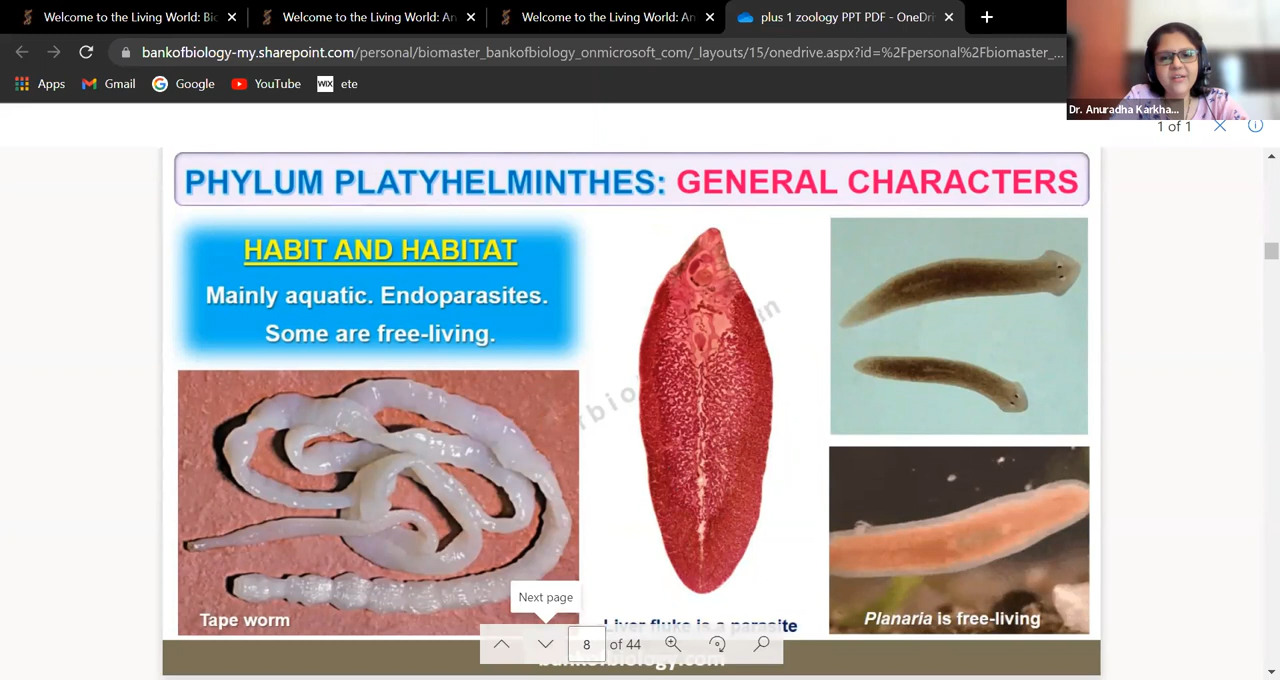 Welcome to the Living World: Bio
Welcome to the Living World: An
Welcome to the Living World: An
plus 1 zoology PPT PDF - OneDri
bankofbiology-my.sharepoint.com/personal/biomaster_bankofbiology_onmicrosoft_com/_layouts/15/onedrive.aspx?id=%2Fpersonal%2Fbiomaster_...
Apps
Gmail
Google
YouTube
WIX
ete
Dr. Anuradha Karkha...
1 of 1
PHYLUM PLATYHELMINTHES: GENERAL CHARACTERS
HABIT AND HABITAT
Mainly aquatic. Endoparasites.
Some are free-living.
Tape worm
Next page
Liver fluke is a parasite
Planaria is free-living
8 of 44
bankofbiology.com